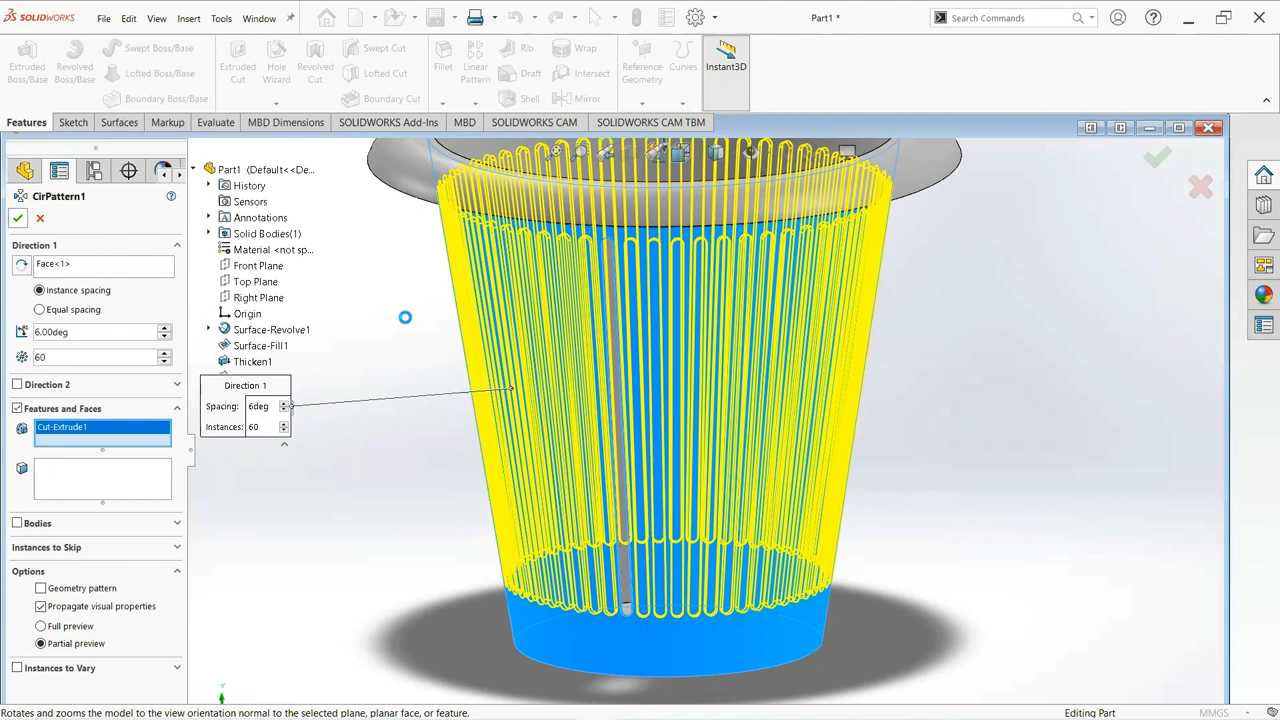 SOLIDWORKS
File
Edit
View
Insert
Tools
Window
Part1 *
Search Commands
Extruded Boss/Base
Revolved Boss/Base
Swept Boss/Base
Lofted Boss/Base
Boundary Boss/Base
Extruded Cut
Hole Wizard
Revolved Cut
Swept Cut
Lofted Cut
Boundary Cut
Fillet
Linear Pattern
Rib
Draft
Shell
Wrap
Intersect
Mirror
Reference Geometry
Curves
Instant3D
Features
Sketch
Surfaces
Markup
Evaluate
MBD Dimensions
SOLIDWORKS Add-Ins
MBD
SOLIDWORKS CAM
SOLIDWORKS CAM TBM
CirPattern1
Direction 1
Face<1>
Instance spacing
Equal spacing
6.00deg
60
Direction 2
Features and Faces
Cut-Extrude1
Bodies
Instances to Skip
Options
Geometry pattern
Propagate visual properties
Full preview
Partial preview
Instances to Vary
Part1 (Default<<De...
History
Sensors
Annotations
Solid Bodies(1)
Material <not sp...
Front Plane
Top Plane
Right Plane
Origin
Surface-Revolve1
Surface-Fill1
Thicken1
Direction 1
Spacing: 6deg
Instances: 60
Y
Rotates and zooms the model to the view orientation normal to the selected plane, planar face, or feature.
Editing Part
MMGS